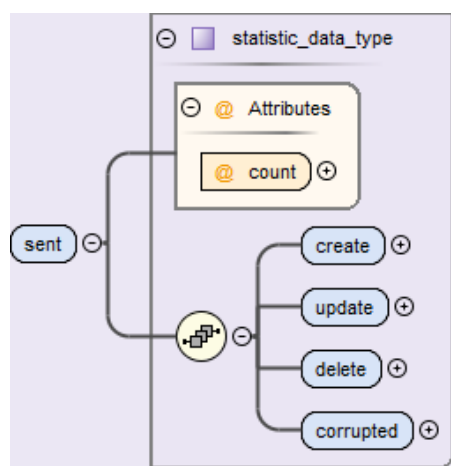 statistic_data_type
@ Attributes
@ count
sent
create
update
delete
corrupted